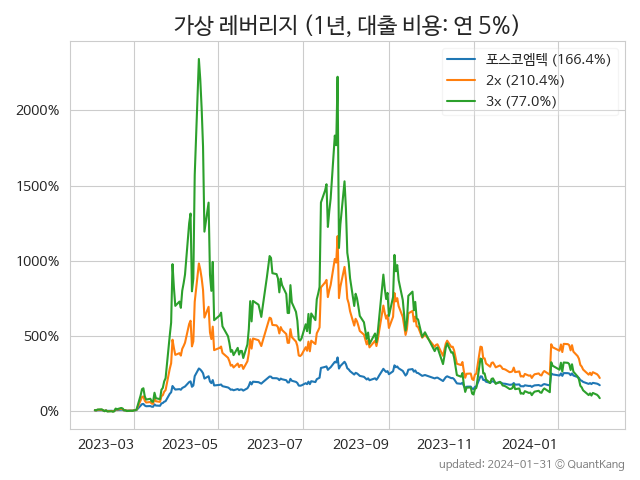 가상 레버리지 (1년, 대출 비용: 연 5%)
포스코엠텍 (166.4%)
2x (210.4%)
3x (77.0%)
2000%
1500%
1000%
500%
0%
2023-03 2023-05 2023-07 2023-09 2023-11 2024-01
updated: 2024-01-31 © QuantKang